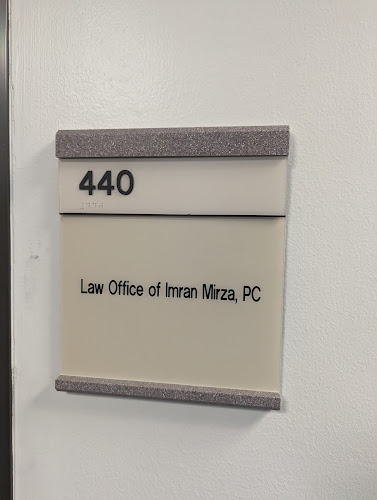 440
Law Office of Imran Mirza, PC